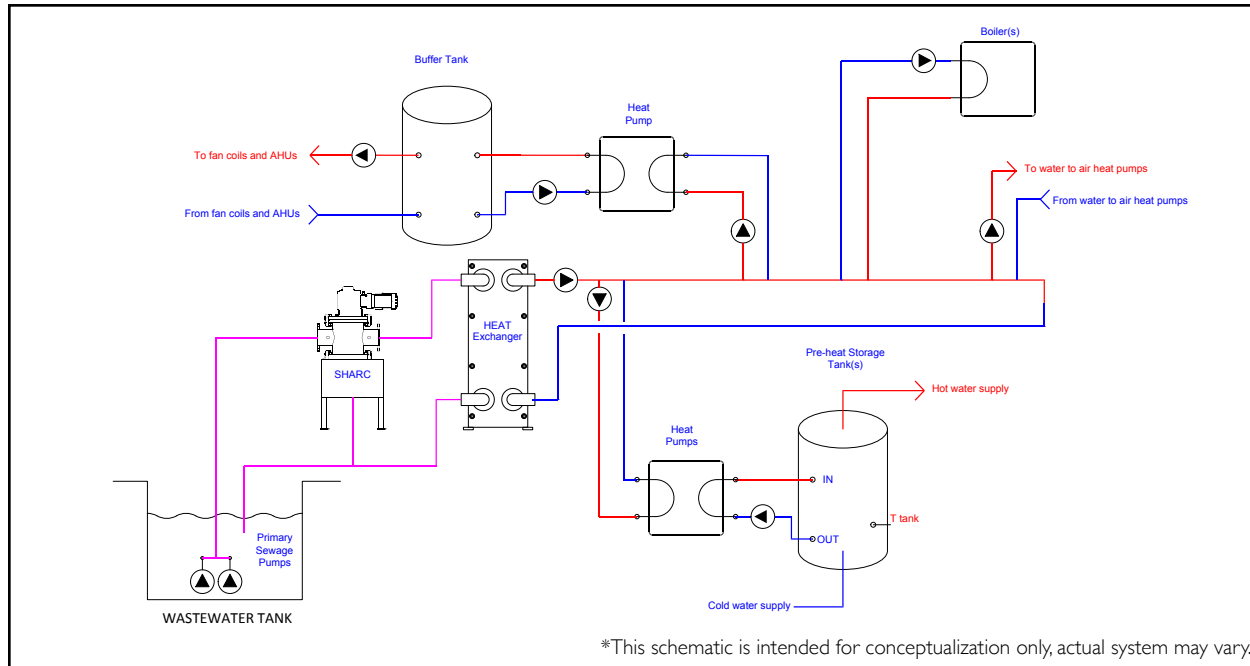 Boiler(s)
Buffer Tank
Heat
Pump
To fan coils and AHUs
From fan coils and AHUs
To water to air heat pumps
From water to air heat pumps
HEAT
Exchanger
SHARC
Pre-heat Storage
Tank(s)
Hot water supply
Heat
Pumps
IN
T tank
OUT
Primary
Sewage
Pumps
Cold water supply
WASTEWATER TANK
*This schematic is intended for conceptualization only, actual system may vary.